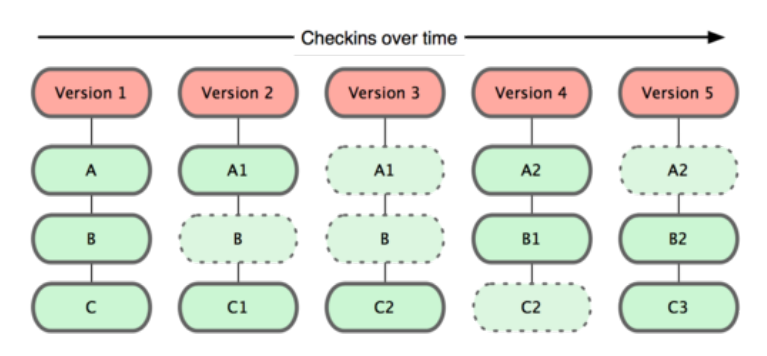 Checkins over time
Version 1 Version 2 Version 3 Version 4 Version 5
A A1 A1 A2 A2
B B B B1 B2
C C1 C2 C2 C3